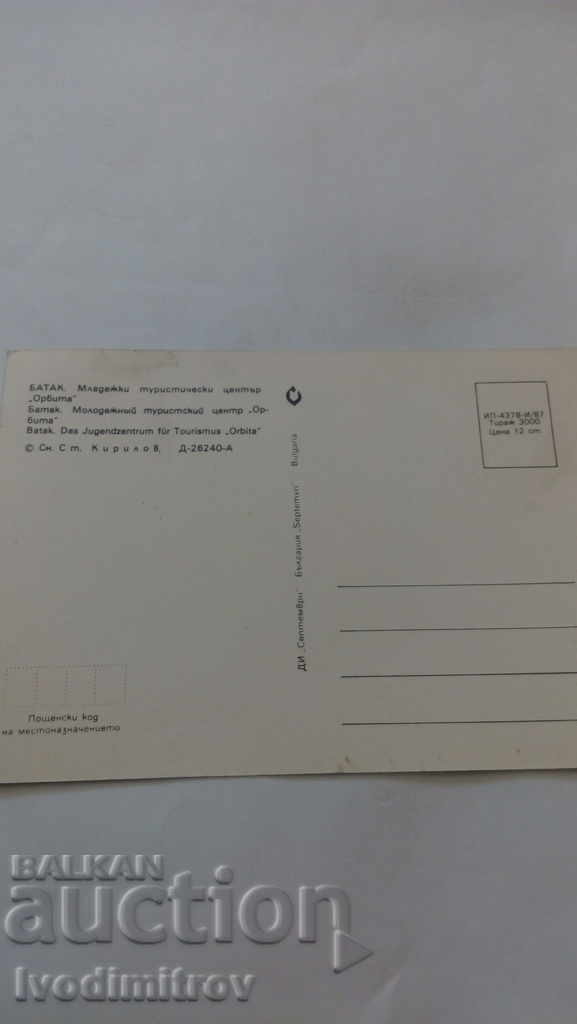 БАТАК. Младежки туристически център
„Орбита"
Батак. Молодежный туристский центр „Ор-
бита"
Batak. Das Jugendzentrum für Tourismus „Orbita"
© Сн. Ст. Кирилов, Д-26240-А
ДИ „Септември" България „Septemvri" Bulgaria
ИП-4378-И/87
Тираж 3000
Цена 12 ст.
Пощенски код
на местоназначението
BALKAN
auction
Ivodimitrov